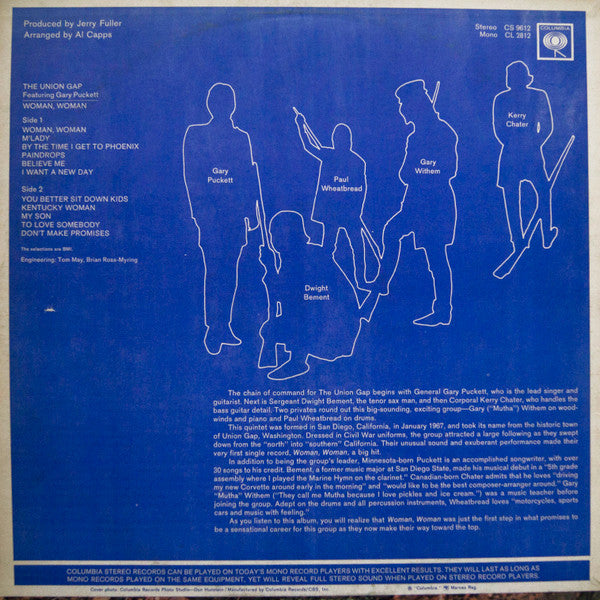 Produced by Jerry Fuller
Arranged by Al Capps
Stereo CS 9612
Mono CL 2812
COLUMBIA
THE UNION GAP
Featuring Gary Puckett
WOMAN, WOMAN
Side 1
WOMAN, WOMAN
M'LADY
BY THE TIME I GET TO PHOENIX
PAINDROPS
BELIEVE ME
I WANT A NEW DAY
Side 2
YOU BETTER SIT DOWN KIDS
KENTUCKY WOMAN
MY SON
TO LOVE SOMEBODY
DON'T MAKE PROMISES
The selections are BMI.
Engineering: Tom May, Brian Ross-Myring
Gary
Puckett
Paul
Wheatbread
Gary
Withem
Kerry
Chater
Dwight
Bement
The chain of command for The Union Gap begins with General Gary Puckett, who is the lead singer and
guitarist. Next is Sergeant Dwight Bement, the tenor sax man, and then Corporal Kerry Chater, who handles the
bass guitar detail. Two privates round out this big-sounding, exciting group—Gary ("Mutha") Withem on wood-
winds and piano and Paul Wheatbread on drums.
This quintet was formed in San Diego, California, in January 1967, and took its name from the historic town
of Union Gap, Washington. Dressed in Civil War uniforms, the group attracted a large following as they swept
down from the "north" into "southern" California. Their unusual sound and exuberant performance made their
very first single record, Woman, Woman, a big hit.
In addition to being the group's leader, Minnesota-born Puckett is an accomplished songwriter, with over
30 songs to his credit. Bement, a former music major at San Diego State, made his musical debut in a "5th grade
assembly where I played the Marine Hymn on the clarinet." Canadian-born Chater admits that he loves "driving
my new Corvette around early in the morning" and "would like to be the best composer-arranger around." Gary
"Mutha" Withem ("They call me Mutha because I love pickles and ice cream.") was a music teacher before
joining the group. Adept on the drums and all percussion instruments, Wheatbread loves "motorcycles, sports
cars and music with feeling."
As you listen to this album, you will realize that Woman, Woman was just the first step in what promises to
be a sensational career for this group as they now make their way toward the top.
COLUMBIA STEREO RECORDS CAN BE PLAYED ON TODAY'S MONO RECORD PLAYERS WITH EXCELLENT RESULTS. THEY WILL LAST AS LONG AS
MONO RECORDS PLAYED ON THE SAME EQUIPMENT, YET WILL REVEAL FULL STEREO SOUND WHEN PLAYED ON STEREO RECORD PLAYERS.
Cover photo: Columbia Records Photo Studio—Don Hunstein / Manufactured by Columbia Records/CBS, Inc.
® "Columbia," Marcas Reg.